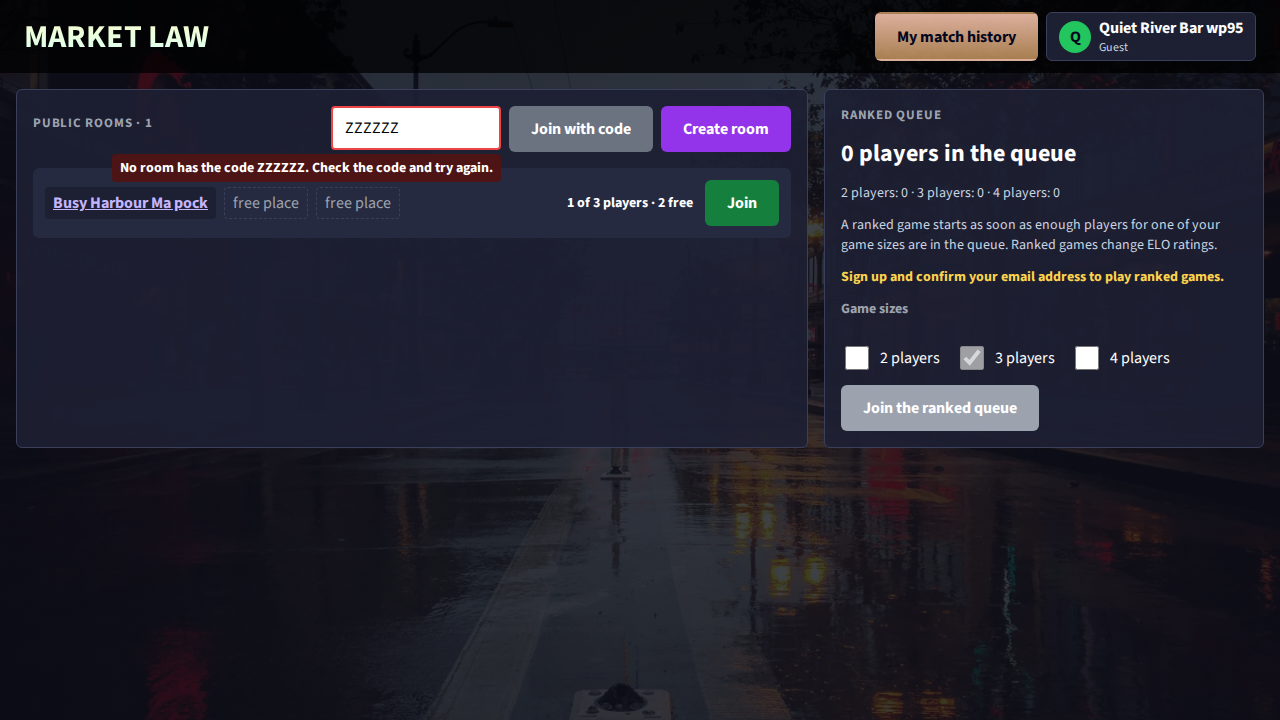 MARKET LAW
My match history
Q
Quiet River Bar wp95
Guest
PUBLIC ROOMS · 1
ZZZZZZ
Join with code
Create room
No room has the code ZZZZZZ. Check the code and try again.
Busy Harbour Ma pock
free place
free place
1 of 3 players · 2 free
Join
RANKED QUEUE
0 players in the queue
2 players: 0 · 3 players: 0 · 4 players: 0
A ranked game starts as soon as enough players for one of your
game sizes are in the queue. Ranked games change ELO ratings.
Sign up and confirm your email address to play ranked games.
Game sizes
2 players
3 players
4 players
Join the ranked queue